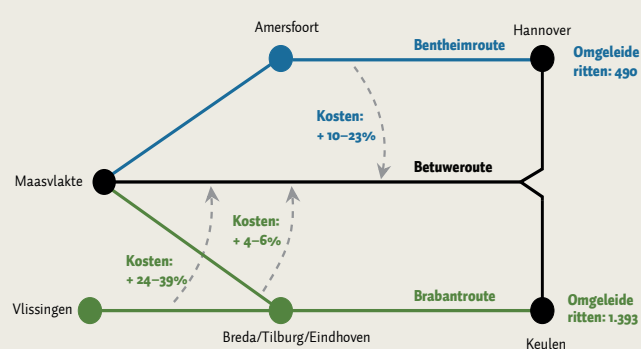 Amersfoort
Hannover
Bentheimroute
Omgeleide
ritten: 490
Kosten:
+ 10–23%
Maasvlakte
Betuweroute
Kosten:
+ 4–6%
Kosten:
+ 24–39%
Vlissingen
Brabantroute
Omgeleide
ritten: 1.393
Breda/Tilburg/Eindhoven
Keulen